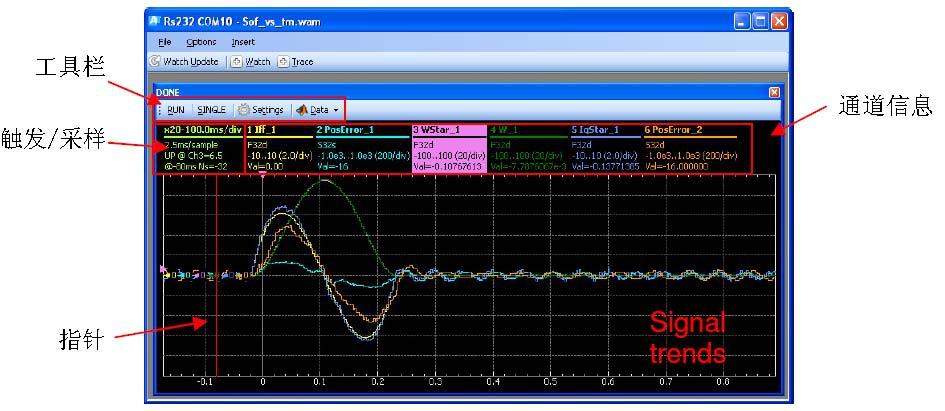 Rs232 COM10 - Sof_vs_tm.wam
File Options Insert
Watch Update Watch Trace
工具栏
DONE
RUN SINGLE Settings Data
通道信息
触发/采样
x20-100.0ms/div 1 Iff_1 2 PosError_1 3 WStar_1 4 W_1 5 IqStar_1 6 PosError_2
2.5ms/sample F32d S32s F32d F32d F32d S32d
UP @ Ch3=6.5 -10..10 (2.0/div) -1.0e3..1.0e3 (200/div) -100..100 (20/div) -100..100 (20/div) -10..10 (2.0/div) -1.0e3..1.0e3 (200/div)
@-80ms Ns=-32 Val=0.00 Val=-16 Val=-0.10767613 Val=-0.13771385 Val=-16.000000
指针
Signal
trends
-0.1 0 0.1 0.2 0.3 0.4 0.5 0.6 0.7 0.8